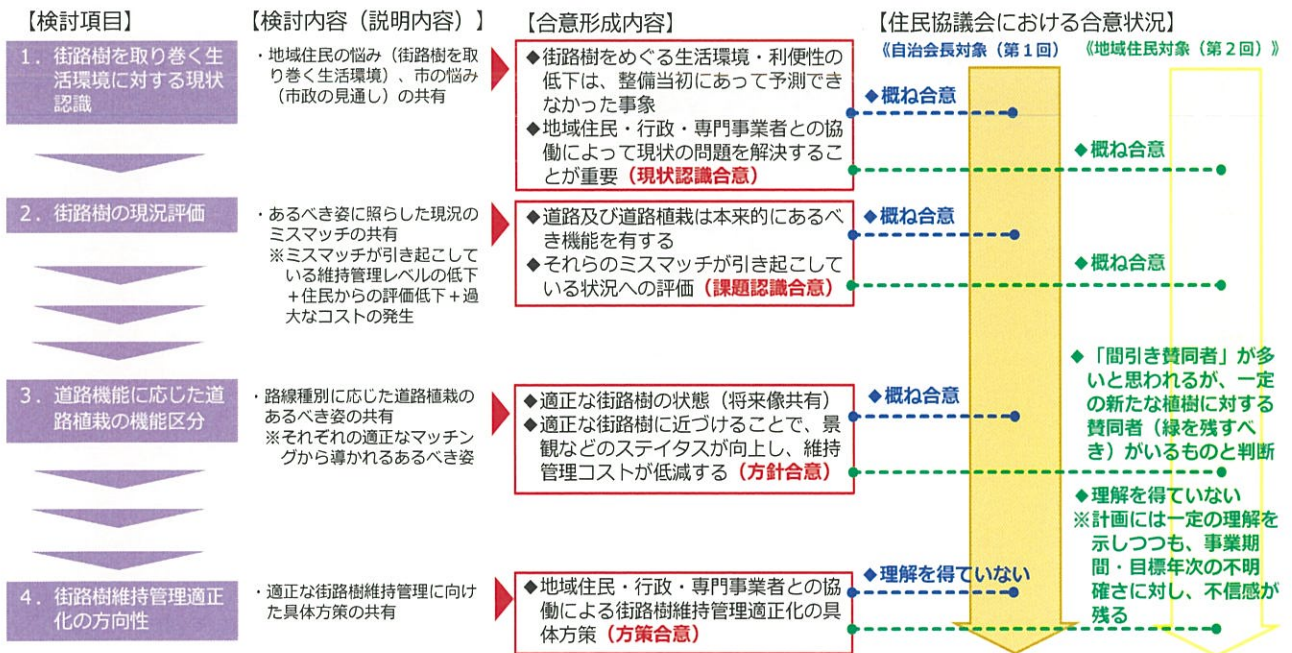 【検討項目】
【検討内容（説明内容）】
【合意形成内容】
【住民協議会における合意状況】
《自治会長対象（第１回）
《地域住民対象（第２回）》
1．街路樹を取り巻く生
活環境に対する現状
認識
・地域住民の悩み（街路樹を取
り巻く生活環境）、市の悩み
（市政の見通し）の共有
◆街路樹をめぐる生活環境・利便性の
低下は、整備当初にあって予測でき
なかった事象
◆地域住民・行政・専門事業者との協
働によって現状の問題を解決するこ
とが重要（現状認識合意）
◆概ね合意
◆概ね合意
2．街路樹の現況評価
・あるべき姿に照らした現況の
ミスマッチの共有
※ミスマッチが引き起こして
いる維持管理レベルの低下
＋住民からの評価低下＋過
大なコストの発生
◆道路及び道路植栽は本来的にあるべ
き機能を有する
◆それらのミスマッチが引き起こして
いる状況への評価（課題認識合意）
◆概ね合意
◆概ね合意
3．道路機能に応じた道
路植栽の機能区分
・路線種別に応じた道路植栽の
あるべき姿の共有
※それぞれの適正なマッチン
グから導かれるあるべき姿
◆適正な街路樹の状態（将来像共有）
◆適正な街路樹に近づけることで、景
観などのステイタスが向上し、維持
管理コストが低減する（方針合意）
◆概ね合意
◆「間引き賛同者」が多
いと思われるが、一定
の新たな植樹に対する
賛同者（緑を残すべ
き）がいるものと判断
4．街路樹維持管理適正
化の方向性
・適正な街路樹維持管理に向け
た具体方策の共有
◆地域住民・行政・専門事業者との協
働による街路樹維持管理適正化の具
体方策（方策合意）
◆理解を得ていない
◆理解を得ていない
※計画には一定の理解を
示しつつも、事業期
間・目標年次の不明
確さに対し、不信感が
残る